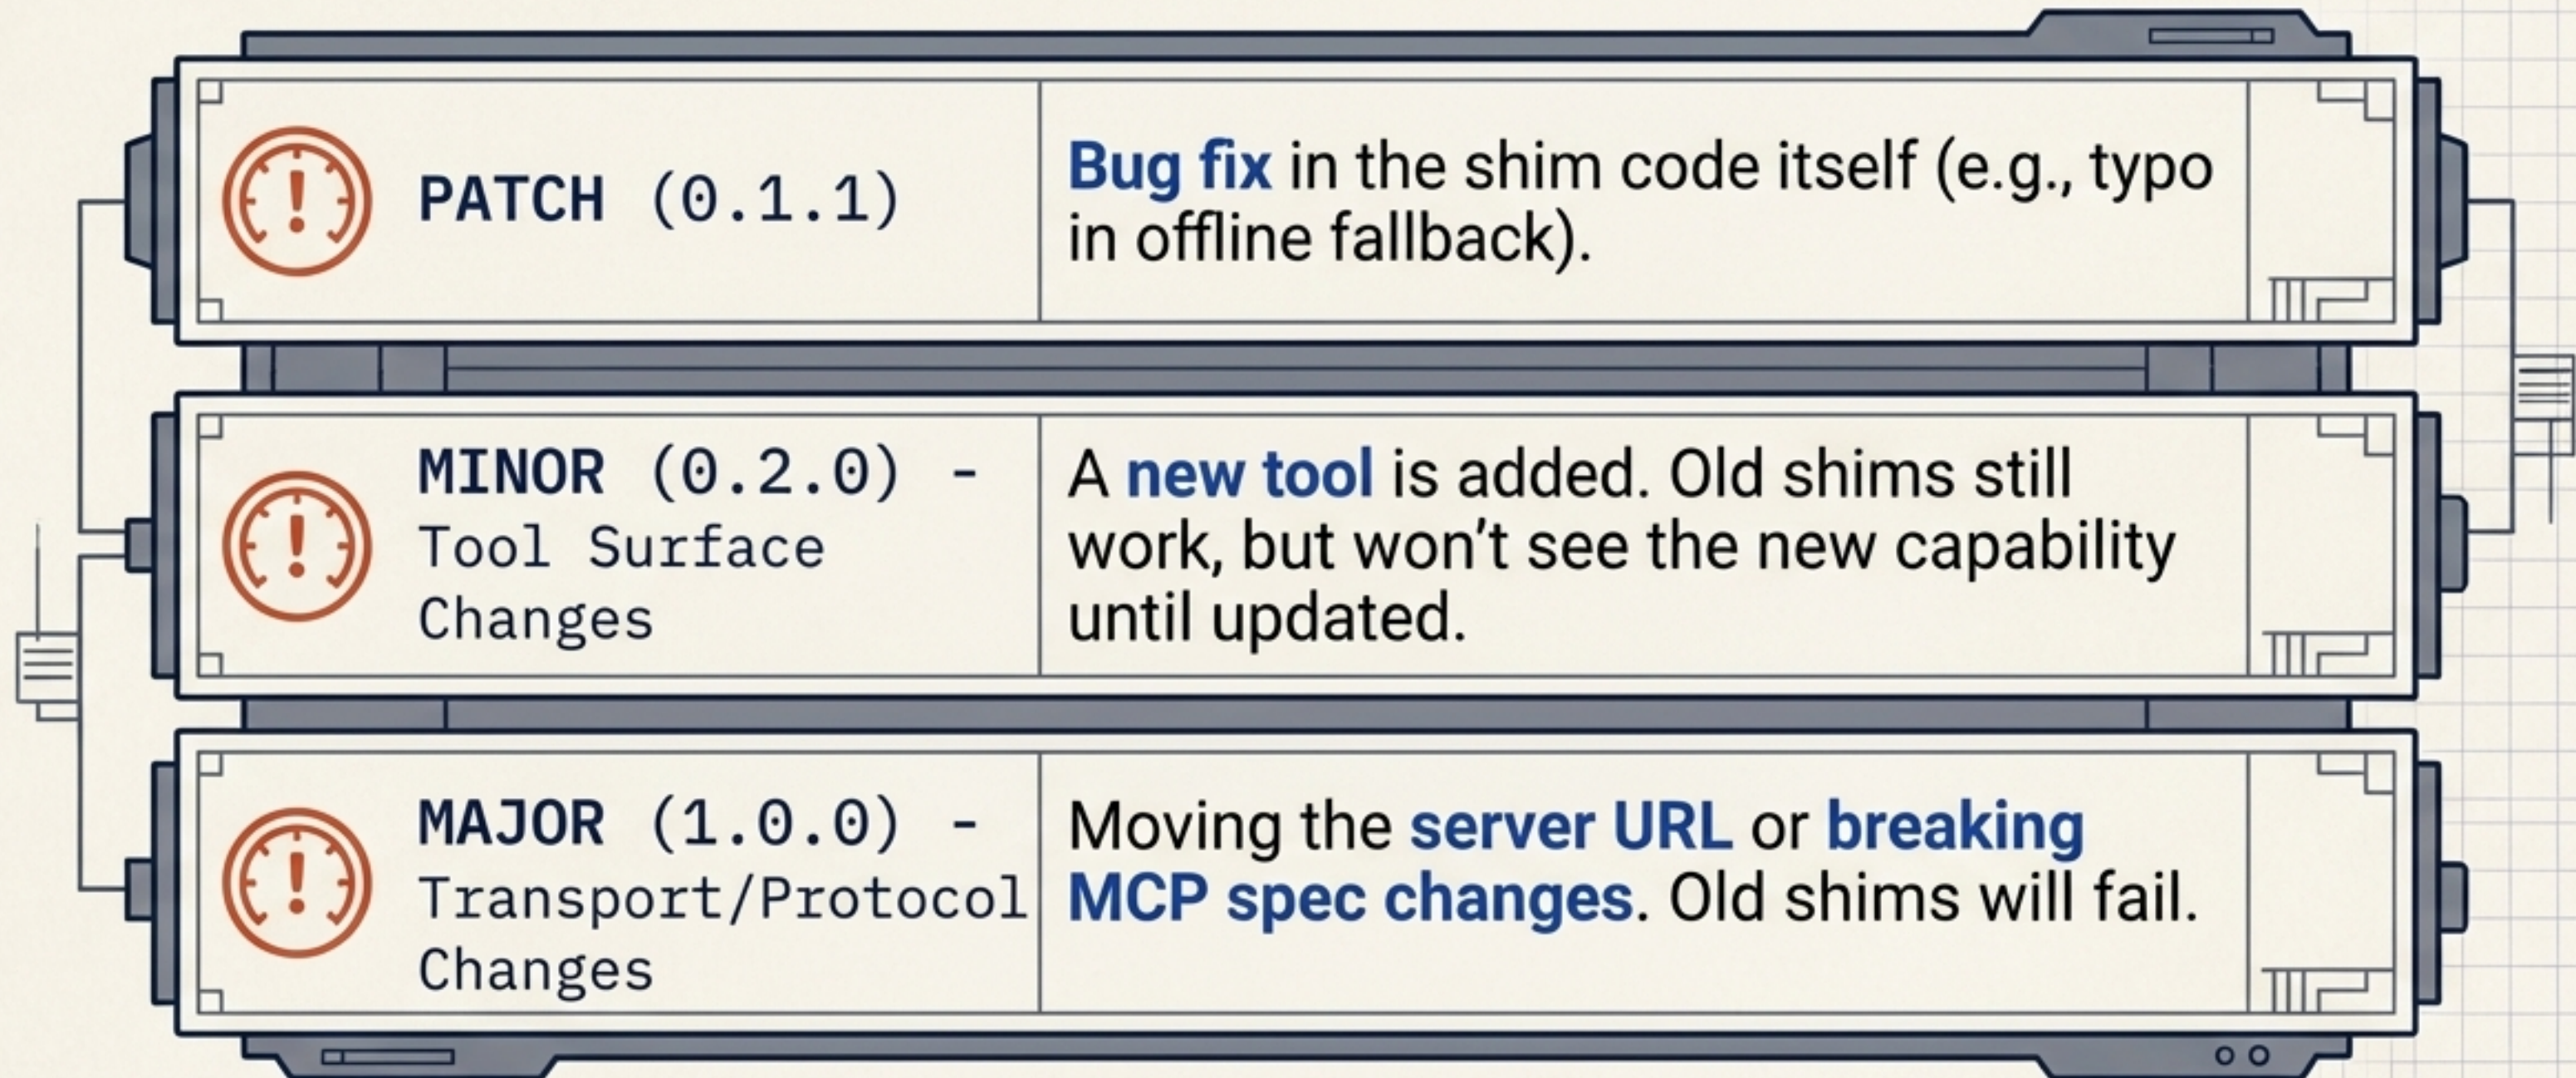 PATCH (0.1.1)
Bug fix in the shim code itself (e.g., typo
in offline fallback).
MINOR (0.2.0) -
Tool Surface
Changes
A new tool is added. Old shims still
work, but won’t see the new capability
until updated.
MAJOR (1.0.0) -
Transport/Protocol
Changes
Moving the server URL or breaking
MCP spec changes. Old shims will fail.